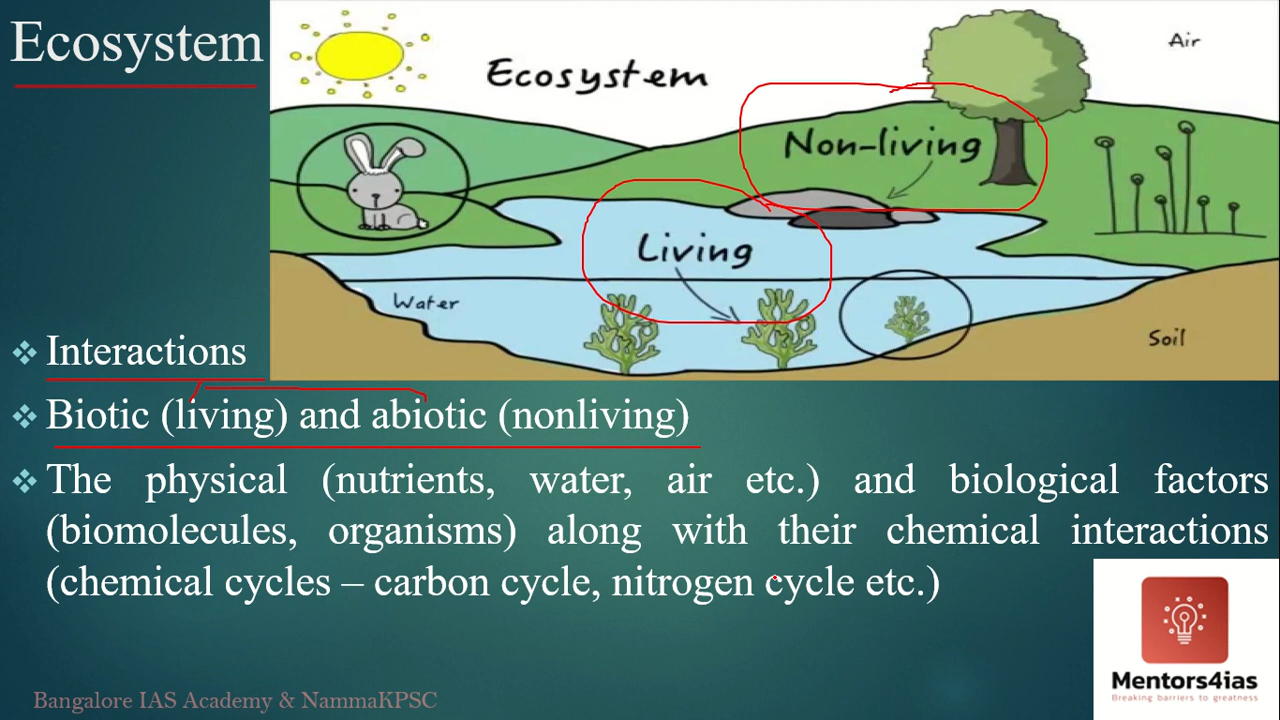 Ecosystem
Ecosystem
Air
Non-living
Living
Water
Soil
Interactions
Biotic (living) and abiotic (nonliving)
The physical (nutrients, water, air etc.) and biological factors
(biomolecules, organisms) along with their chemical interactions
(chemical cycles – carbon cycle, nitrogen cycle etc.)
Mentors4ias
Breaking barriers to greatness
Bangalore IAS Academy & NammaKPSC